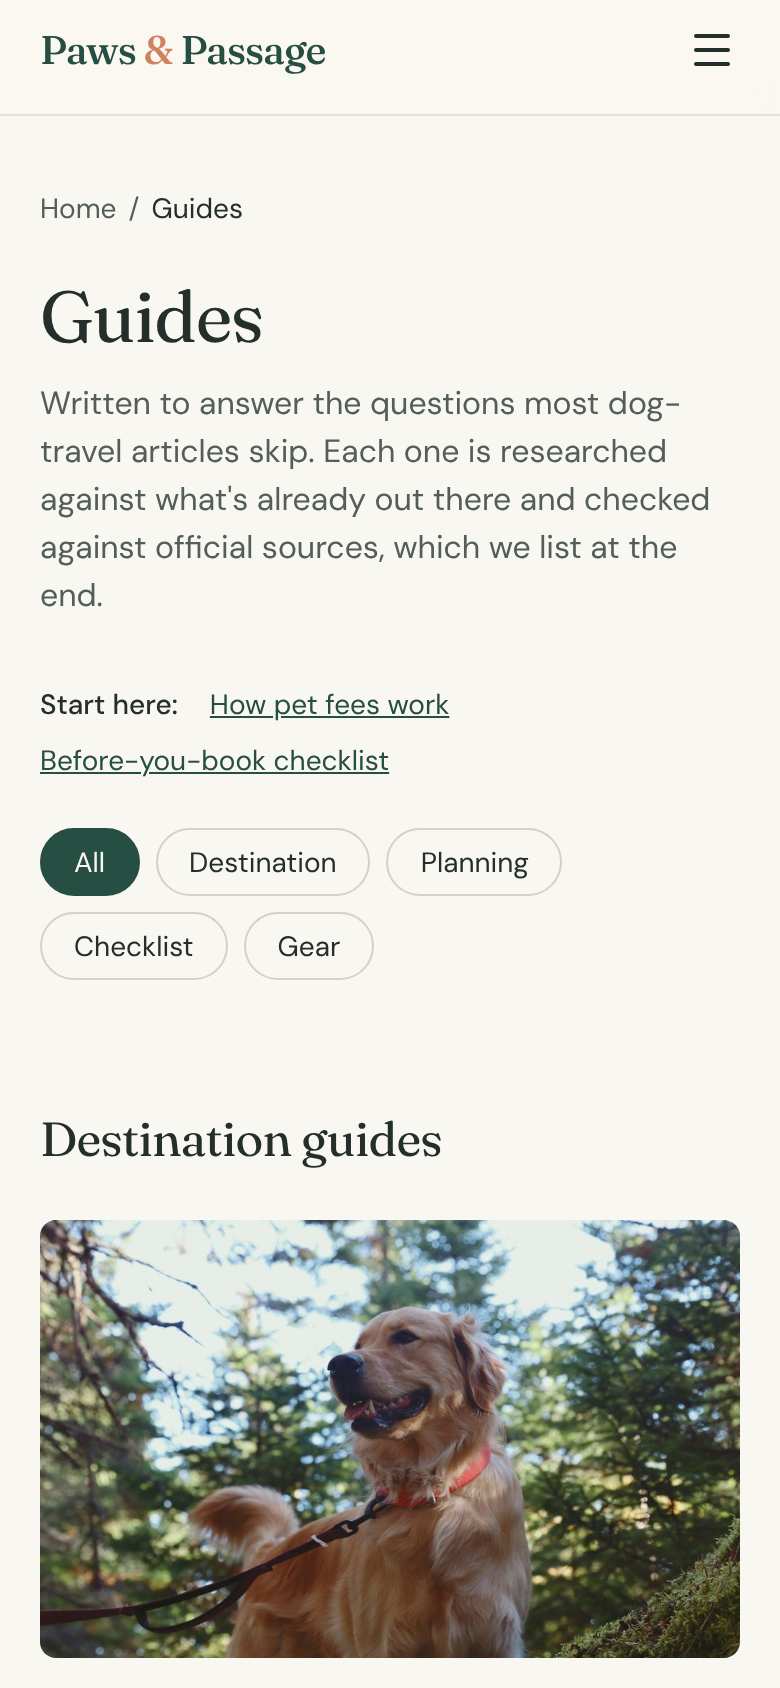 Paws & Passage
Home / Guides
Guides
Written to answer the questions most dog-
travel articles skip. Each one is researched
against what's already out there and checked
against official sources, which we list at the
end.
Start here: How pet fees work
Before-you-book checklist
All Destination Planning
Checklist Gear
Destination guides